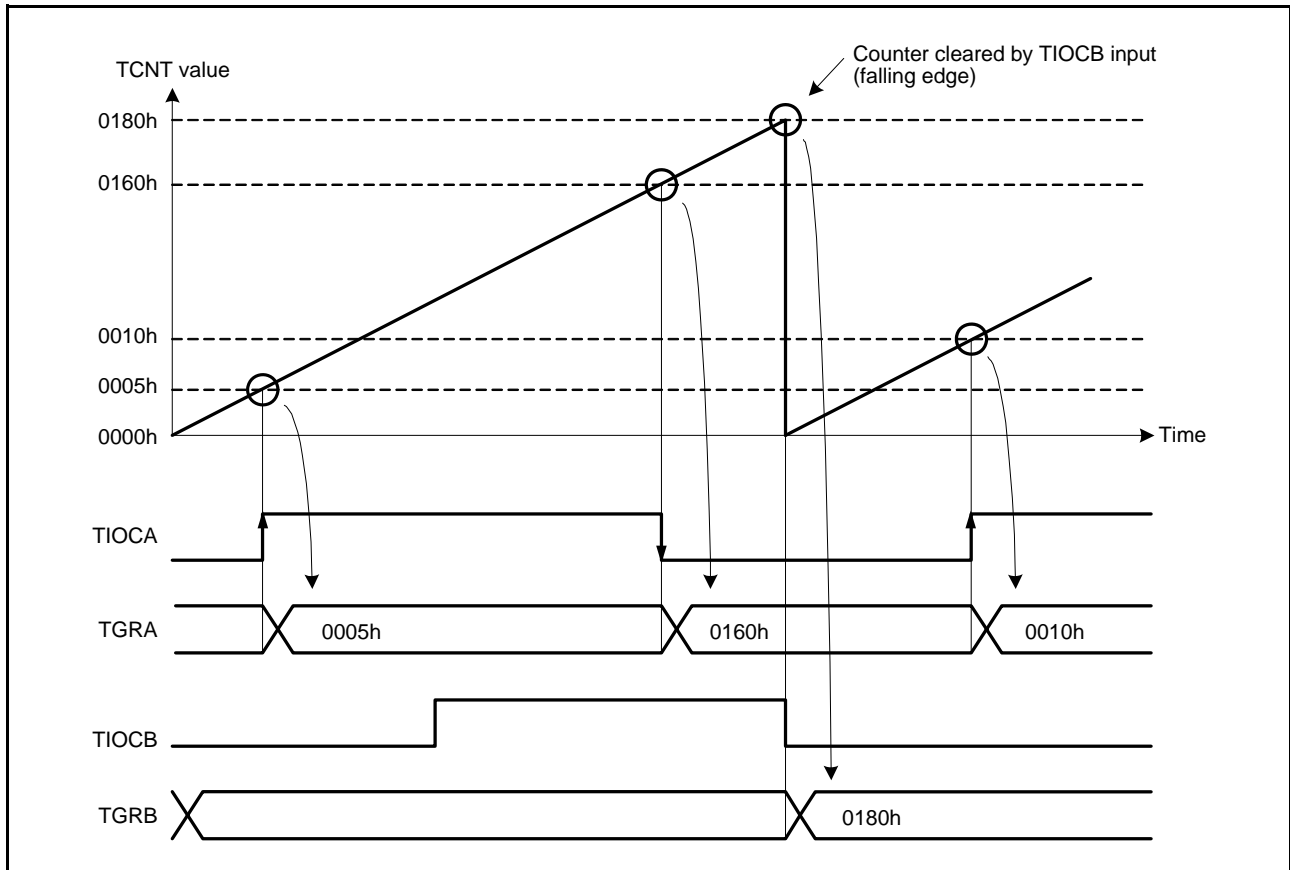 Counter cleared by TIOCB input
(falling edge)
TCNT value
0180h
0160h
0010h
0005h
0000h
Time
TIOCA
TGRA
0005h
0160h
0010h
TIOCB
TGRB
0180h